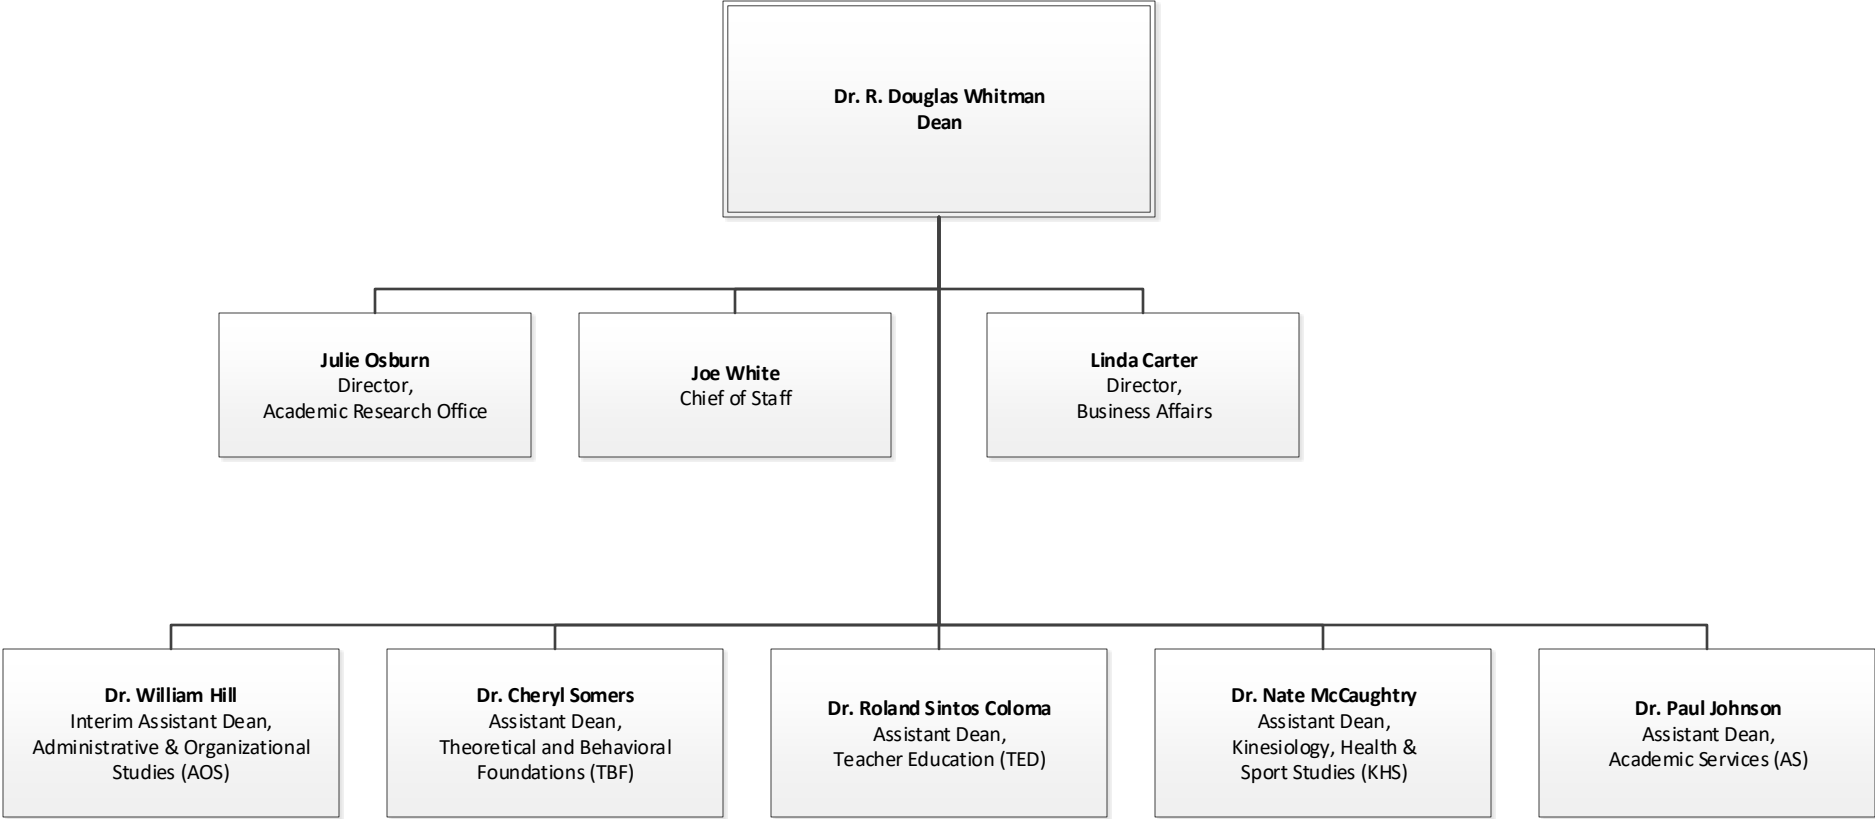 Dr. R. Douglas Whitman
Dean
Julie Osburn
Director,
Academic Research Office
Joe White
Chief of Staff
Linda Carter
Director,
Business Affairs
Dr. William Hill
Interim Assistant Dean,
Administrative & Organizational
Studies (AOS)
Dr. Cheryl Somers
Assistant Dean,
Theoretical and Behavioral
Foundations (TBF)
Dr. Roland Sintos Coloma
Assistant Dean,
Teacher Education (TED)
Dr. Nate McCaughtry
Assistant Dean,
Kinesiology, Health &
Sport Studies (KHS)
Dr. Paul Johnson
Assistant Dean,
Academic Services (AS)